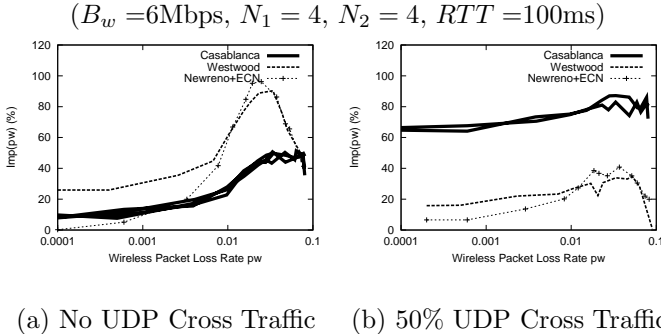 (B_w =6Mbps, N_1 = 4, N_2 = 4, RTT =100ms)
120
100
80
60
40
20
0
Imp(pw) (%)
Casablanca
Westwood
Newreno+ECN
0.0001 0.001 0.01 0.1
Wireless Packet Loss Rate pw
120
100
80
60
40
20
0
Imp(pw) (%)
Casablanca
Westwood
Newreno+ECN
0.0001 0.001 0.01 0.1
Wireless Packet Loss Rate pw
(a) No UDP Cross Traffic (b) 50% UDP Cross Traffic